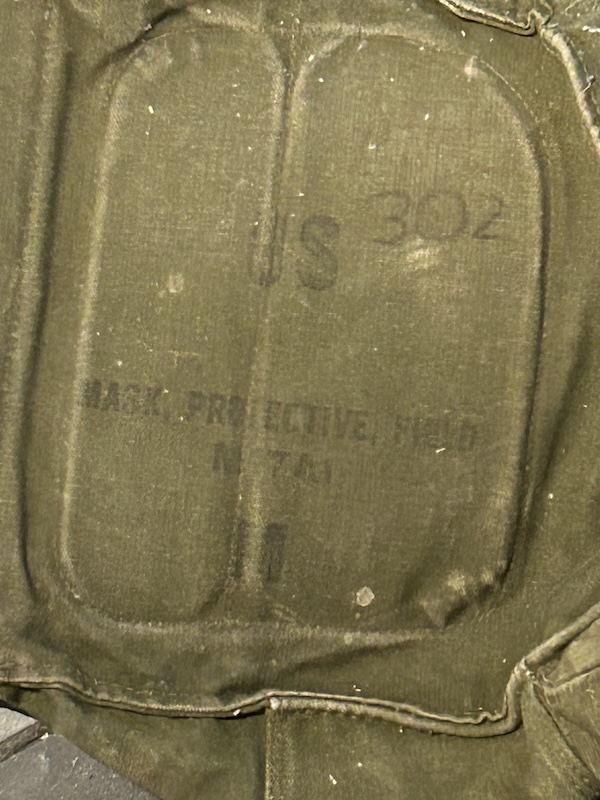 302
US
MASK, PROTECTIVE, FIELD
M